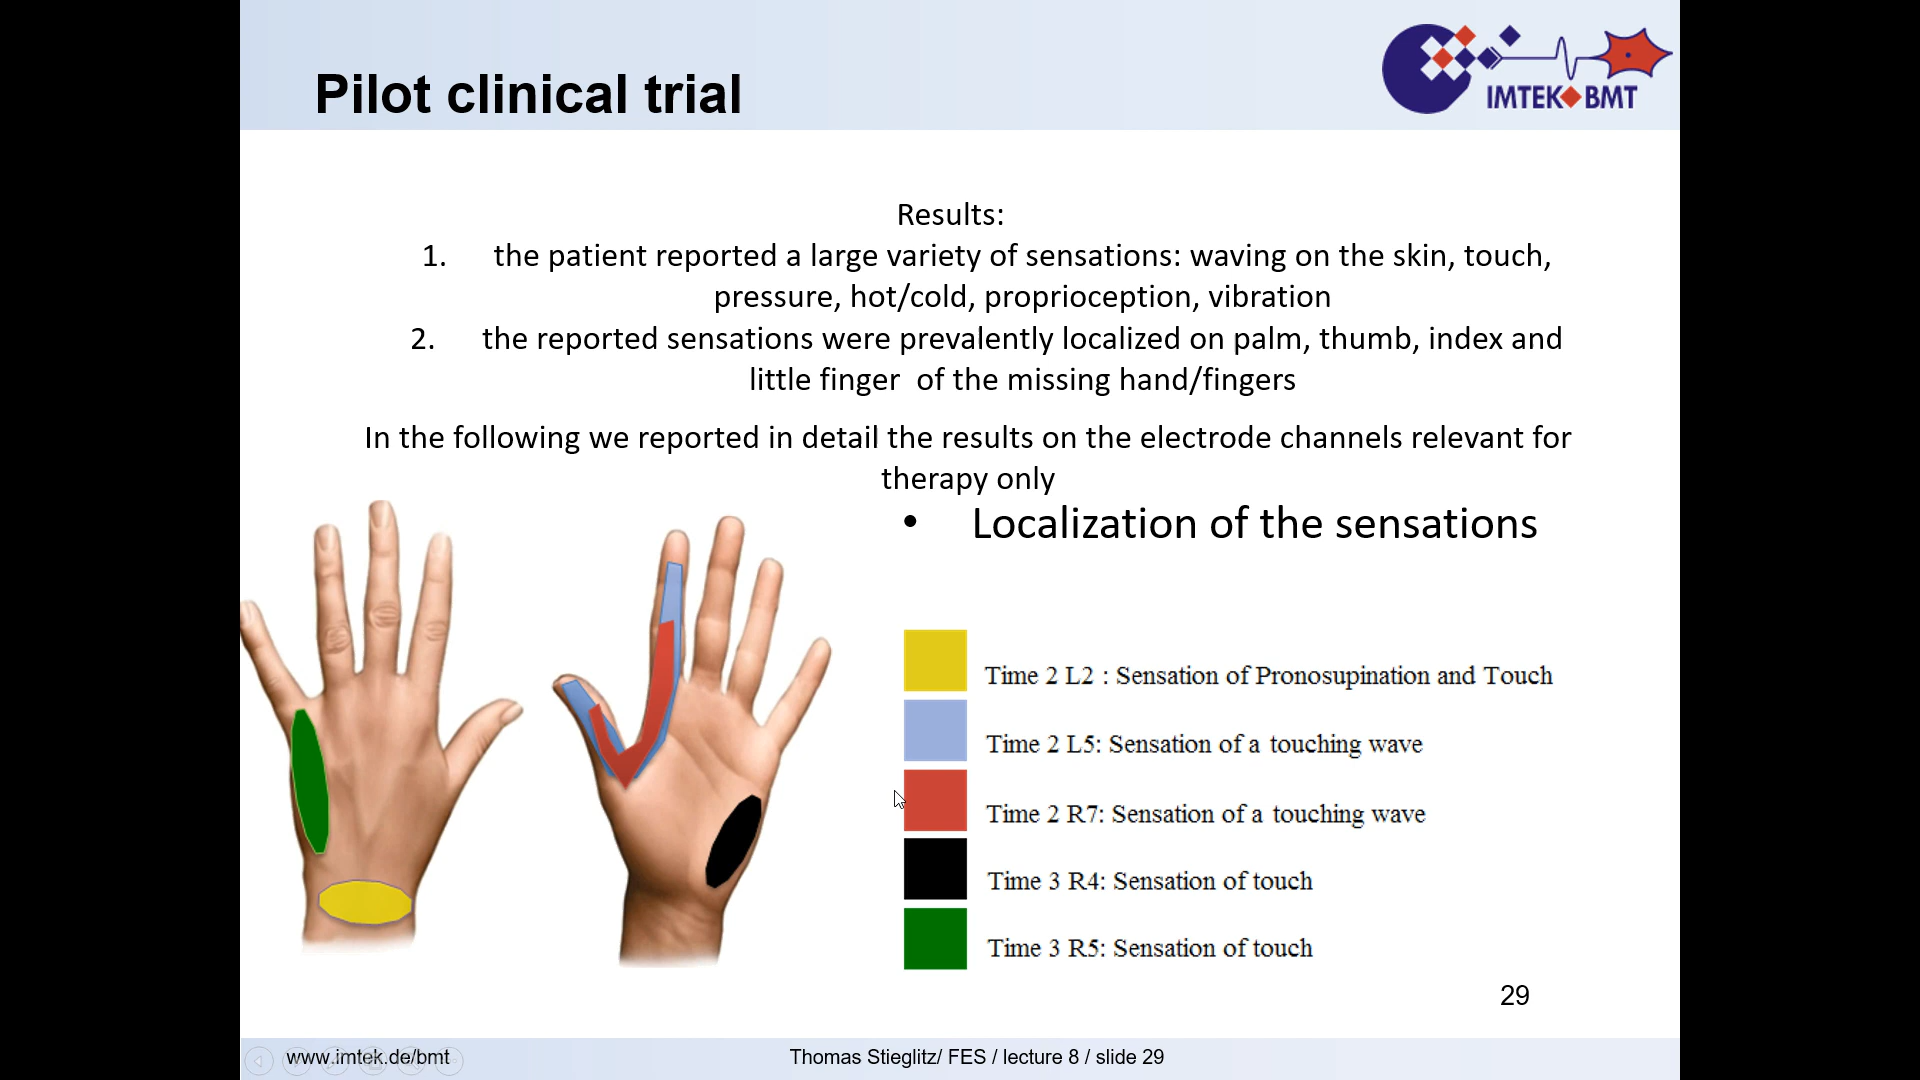 Pilot clinical trial
IMTEK BMT
Results:
1. the patient reported a large variety of sensations: waving on the skin, touch,
pressure, hot/cold, proprioception, vibration
2. the reported sensations were prevalently localized on palm, thumb, index and
little finger of the missing hand/fingers
In the following we reported in detail the results on the electrode channels relevant for
therapy only
• Localization of the sensations
Time 2 L2 : Sensation of Pronosupination and Touch
Time 2 L5: Sensation of a touching wave
Time 2 R7: Sensation of a touching wave
Time 3 R4: Sensation of touch
Time 3 R5: Sensation of touch
29
www.imtek.de/bmt
Thomas Stieglitz/ FES / lecture 8 / slide 29